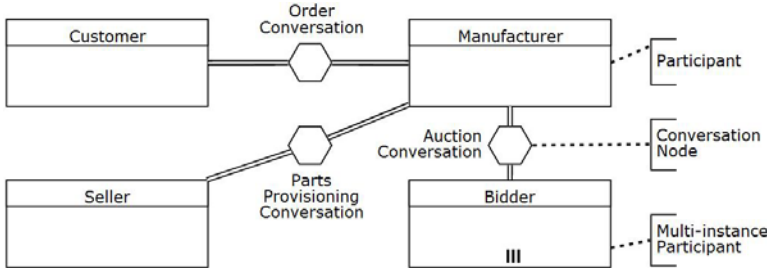 Order
Conversation
Customer
Manufacturer
Participant
Auction
Conversation
Conversation
Node
Parts
Provisioning
Conversation
Seller
Bidder
Multi-instance
Participant